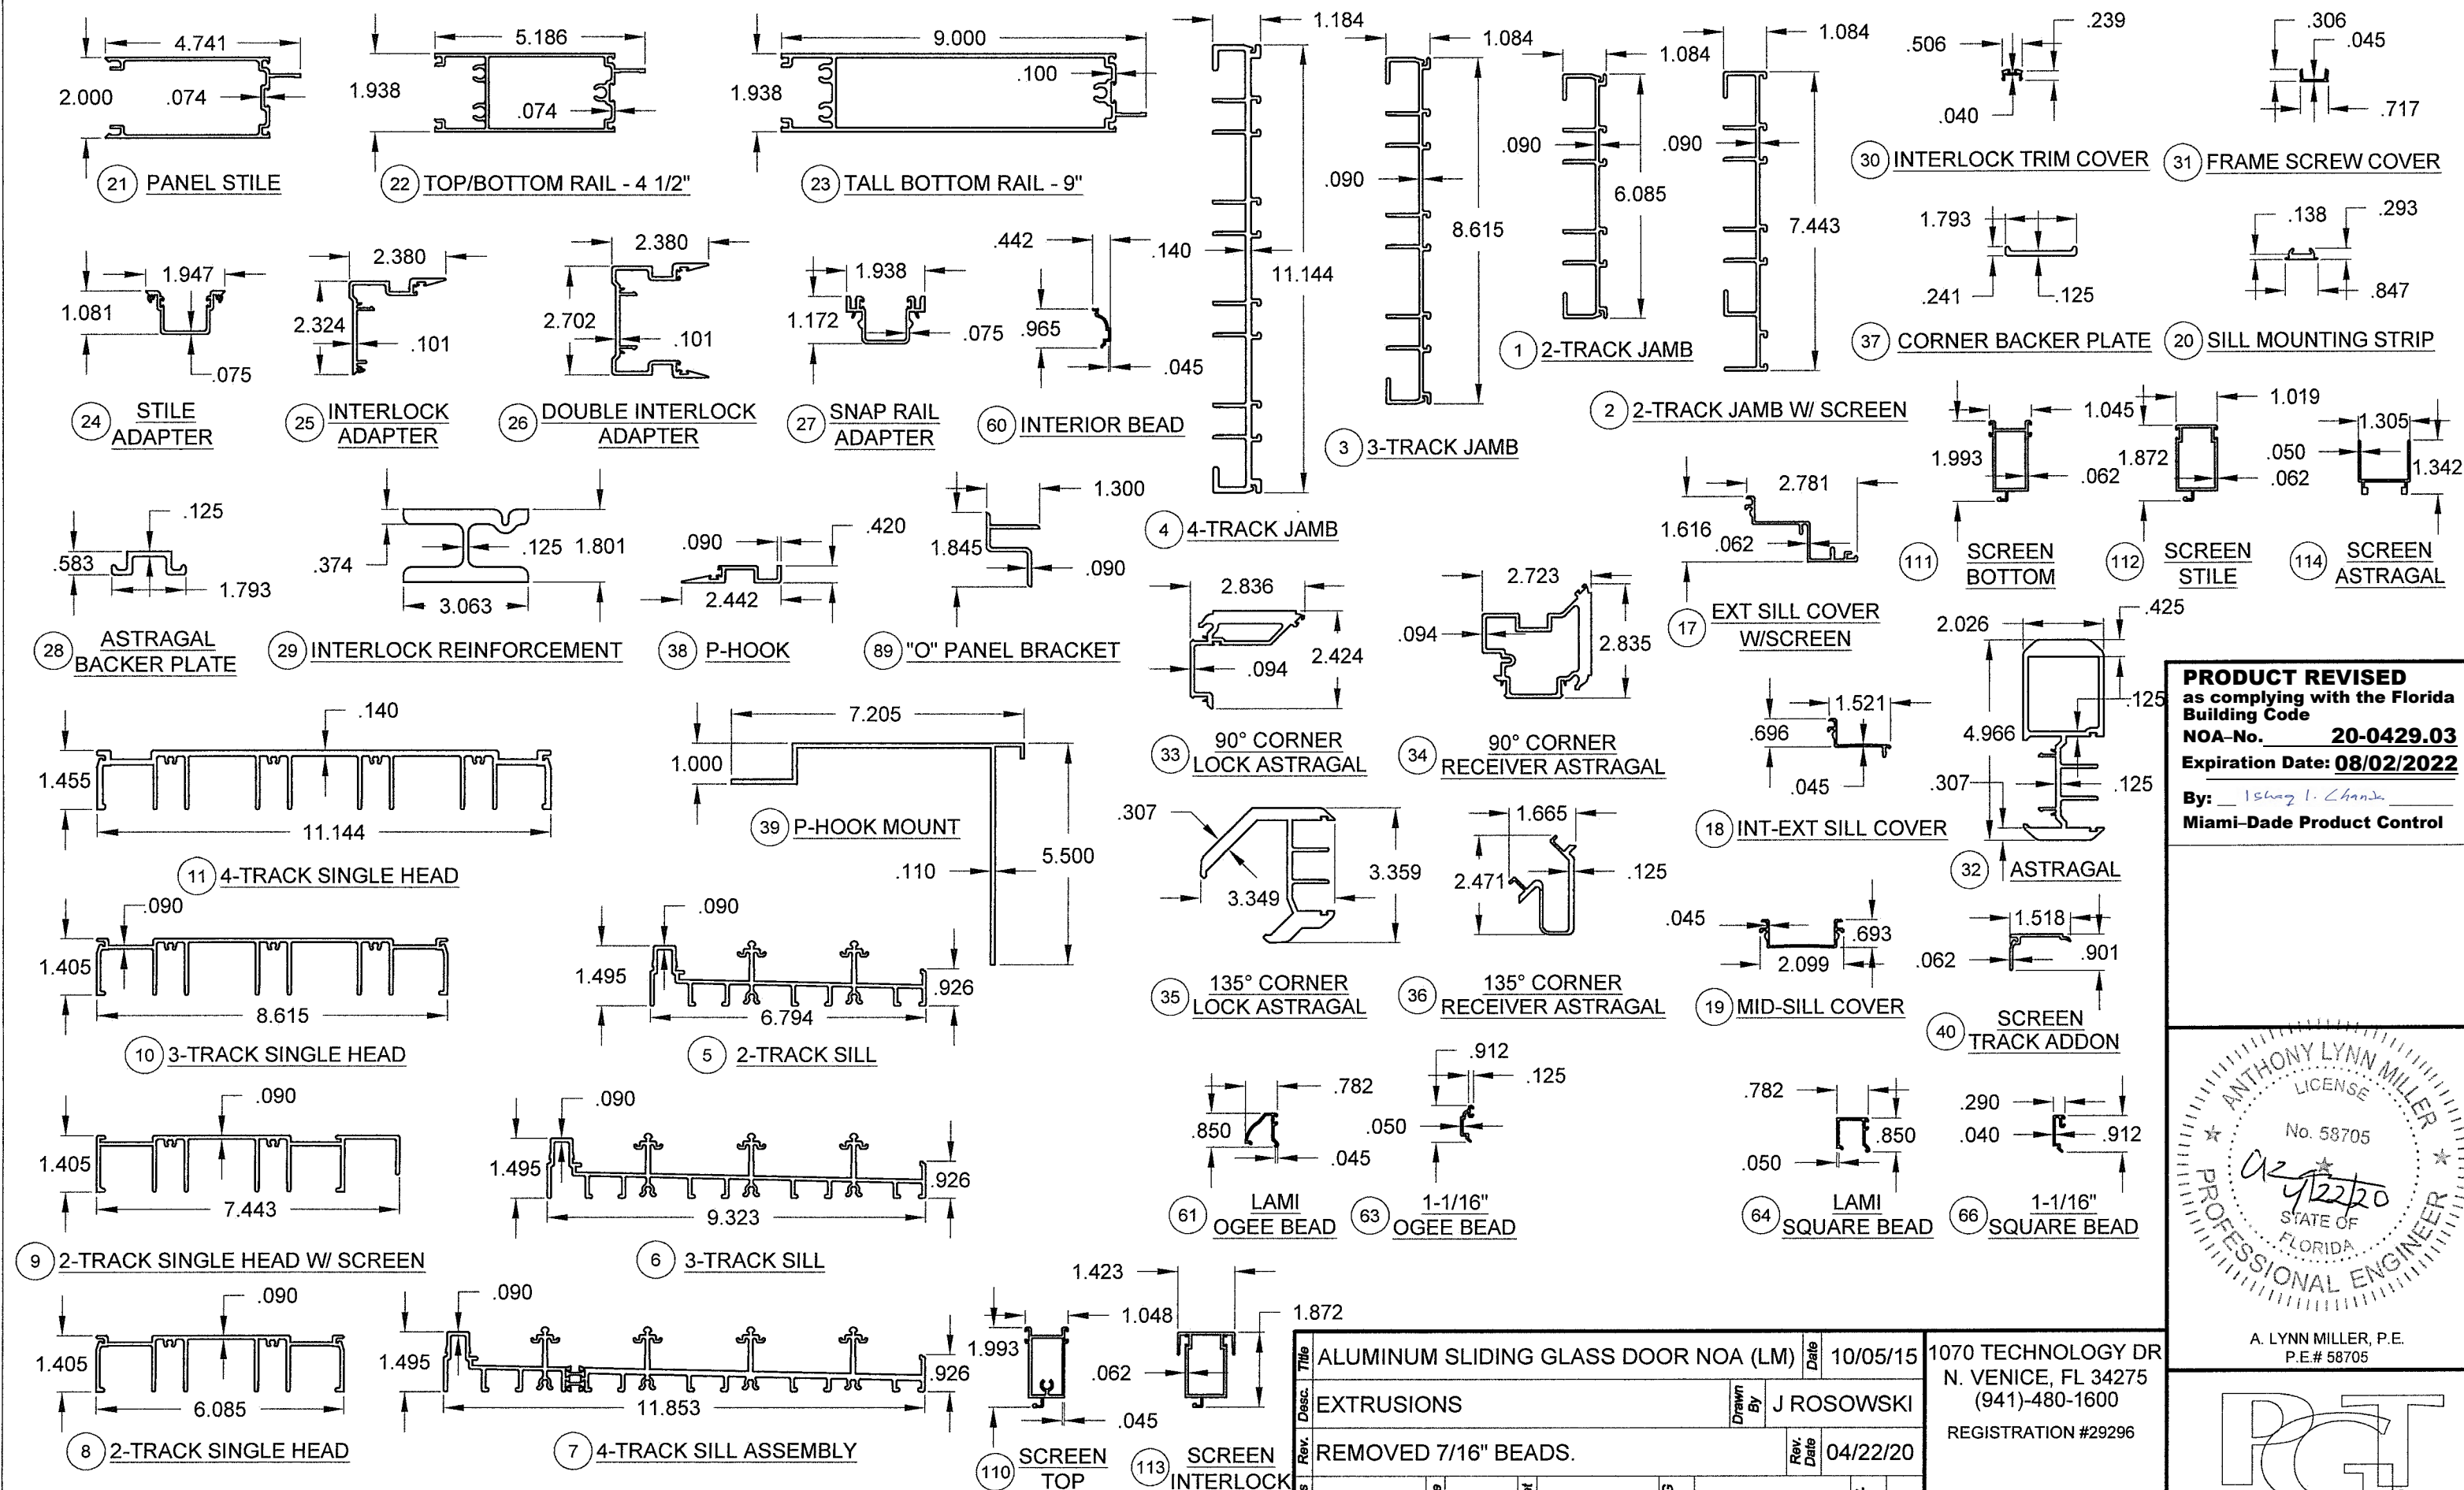 4.741
2.000
.074
21 PANEL STILE
5.186
1.938
.074
22 TOP/BOTTOM RAIL - 4 1/2"
9.000
1.938
.100
23 TALL BOTTOM RAIL - 9"
1.184
.140
11.144
4 4-TRACK JAMB
1.084
.090
8.615
3 3-TRACK JAMB
1.084
.090
6.085
1 2-TRACK JAMB
1.084
.090
7.443
2 2-TRACK JAMB W/ SCREEN
.239
.506
.040
30 INTERLOCK TRIM COVER
.306
.045
.717
31 FRAME SCREW COVER
1.793
.241
.125
37 CORNER BACKER PLATE
.138
.293
.847
20 SILL MOUNTING STRIP
1.947
1.081
.075
24 STILE
ADAPTER
2.380
2.324
.101
25 INTERLOCK
ADAPTER
2.380
2.702
.101
26 DOUBLE INTERLOCK
ADAPTER
1.938
1.172
.075
27 SNAP RAIL
ADAPTER
.442
.965
.045
60 INTERIOR BEAD
1.045
1.993
.062
111 SCREEN
BOTTOM
1.019
1.872
.062
112 SCREEN
STILE
1.305
.050
1.342
114 SCREEN
ASTRAGAL
.125
.583
1.793
28 ASTRAGAL
BACKER PLATE
.374
.125
1.801
3.063
29 INTERLOCK REINFORCEMENT
.090
.420
2.442
38 P-HOOK
1.300
1.845
.090
89 "O" PANEL BRACKET
2.836
.094
2.424
33 90° CORNER
LOCK ASTRAGAL
2.723
.094
2.835
34 90° CORNER
RECEIVER ASTRAGAL
2.781
1.616
.062
17 EXT SILL COVER
W/SCREEN
.425
2.026
4.966
.125
.307
.125
32 ASTRAGAL
.140
1.455
11.144
11 4-TRACK SINGLE HEAD
7.205
1.000
5.500
.110
39 P-HOOK MOUNT
.307
3.349
3.359
35 135° CORNER
LOCK ASTRAGAL
1.665
2.471
.125
36 135° CORNER
RECEIVER ASTRAGAL
1.521
.696
.045
18 INT-EXT SILL COVER
.045
.693
2.099
19 MID-SILL COVER
1.518
.062
.901
40 SCREEN
TRACK ADDON
.090
1.405
8.615
10 3-TRACK SINGLE HEAD
.090
1.495
.926
6.794
5 2-TRACK SILL
.090
1.405
7.443
9 2-TRACK SINGLE HEAD W/ SCREEN
.090
1.495
.926
9.323
6 3-TRACK SILL
.782
.850
.045
61 LAMI
OGEE BEAD
.912
.125
.050
63 1-1/16"
OGEE BEAD
.782
.850
.050
64 LAMI
SQUARE BEAD
.290
.040
.912
66 1-1/16"
SQUARE BEAD
.090
1.405
6.085
8 2-TRACK SINGLE HEAD
.090
1.495
.926
11.853
7 4-TRACK SILL ASSEMBLY
1.048
1.993
.045
110 SCREEN
TOP
1.423
1.872
.062
113 SCREEN
INTERLOCK
PRODUCT REVISED
as complying with the Florida
Building Code
NOA-No. 20-0429.03
Expiration Date: 08/02/2022
By:
Miami-Dade Product Control
ANTHONY LYNN MILLER
LICENSE
No. 58705
4/22/20
STATE OF
FLORIDA
PROFESSIONAL ENGINEER
A. LYNN MILLER, P.E.
P.E.# 58705
Title ALUMINUM SLIDING GLASS DOOR NOA (LM) Date 10/05/15
Desc. EXTRUSIONS Drawn By J ROSOWSKI
Rev. REMOVED 7/16" BEADS. Rev. Date 04/22/20
1070 TECHNOLOGY DR
N. VENICE, FL 34275
(941)-480-1600
REGISTRATION #29296
PGT